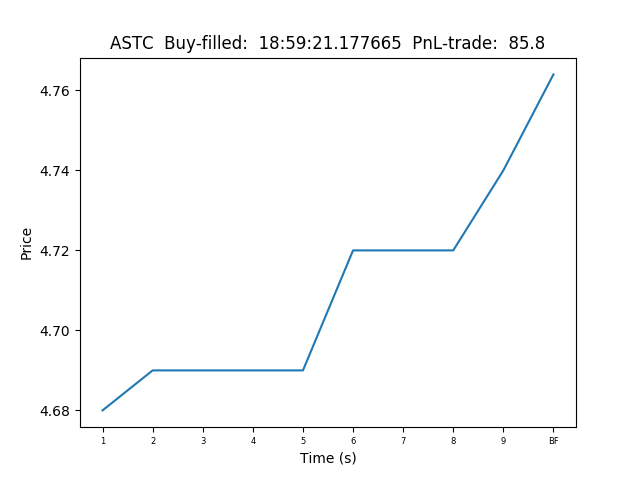 ASTC  Buy-filled:  18:59:21.177665  PnL-trade:  85.8
Price
4.76
4.74
4.72
4.70
4.68
1 2 3 4 5 6 7 8 9 BF
Time (s)